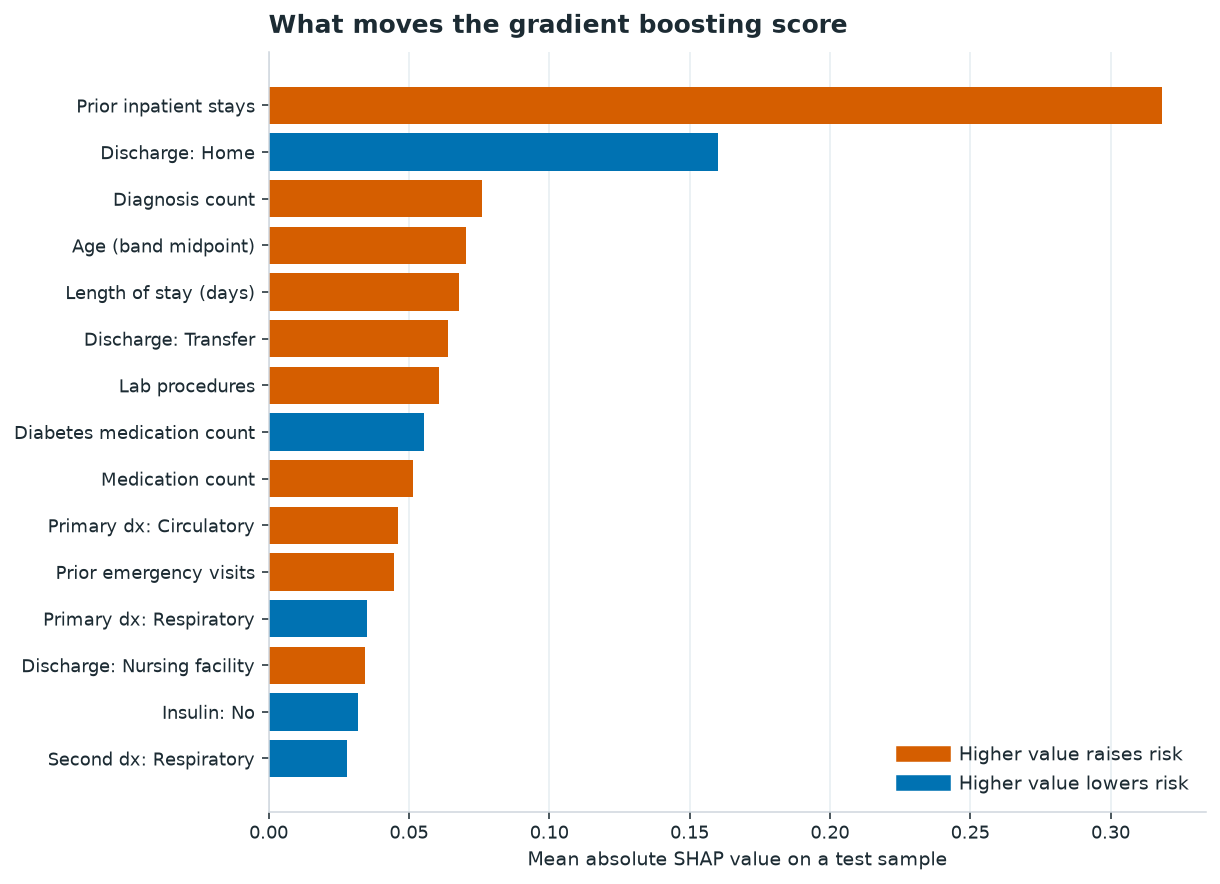 What moves the gradient boosting score
Prior inpatient stays
Discharge: Home
Diagnosis count
Age (band midpoint)
Length of stay (days)
Discharge: Transfer
Lab procedures
Diabetes medication count
Medication count
Primary dx: Circulatory
Prior emergency visits
Primary dx: Respiratory
Discharge: Nursing facility
Insulin: No
Second dx: Respiratory
Higher value raises risk
Higher value lowers risk
0.00 0.05 0.10 0.15 0.20 0.25 0.30
Mean absolute SHAP value on a test sample